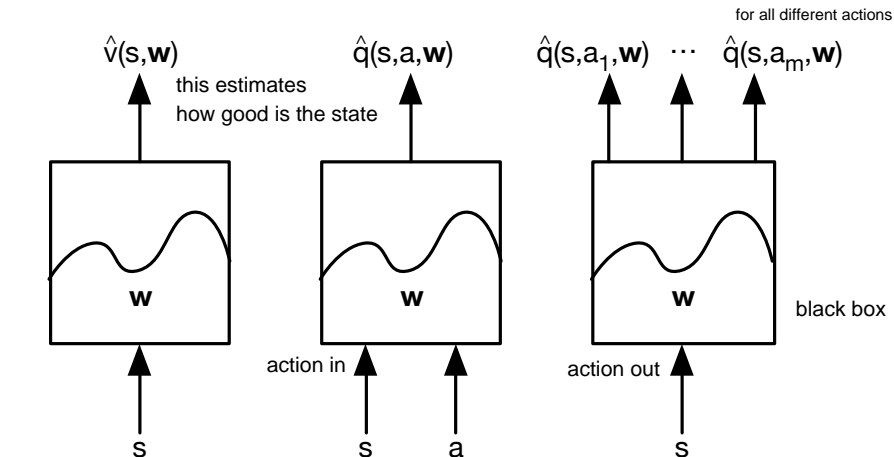 for all different actions
v̂(s,w)
q̂(s,a,w)
q̂(s,a₁,w) ⋯ q̂(s,aₘ,w)
this estimates
how good is the state
w
w
w
black box
action in
action out
s
s
a
s